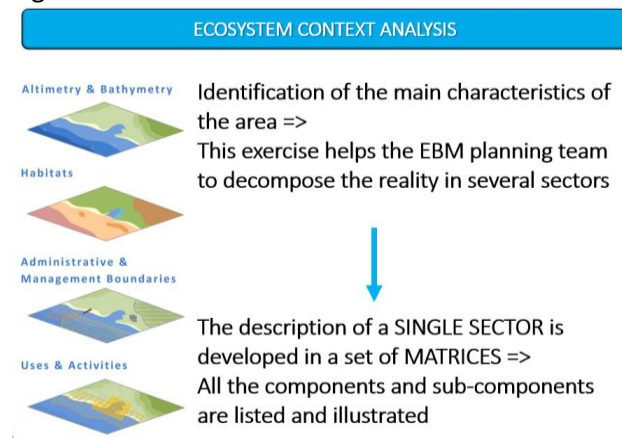 ECOSYSTEM CONTEXT ANALYSIS
Altimetry & Bathymetry
Habitats
Administrative &
Management Boundaries
Uses & Activities
Identification of the main characteristics of
the area =>
This exercise helps the EBM planning team
to decompose the reality in several sectors
The description of a SINGLE SECTOR is
developed in a set of MATRICES =>
All the components and sub-components
are listed and illustrated